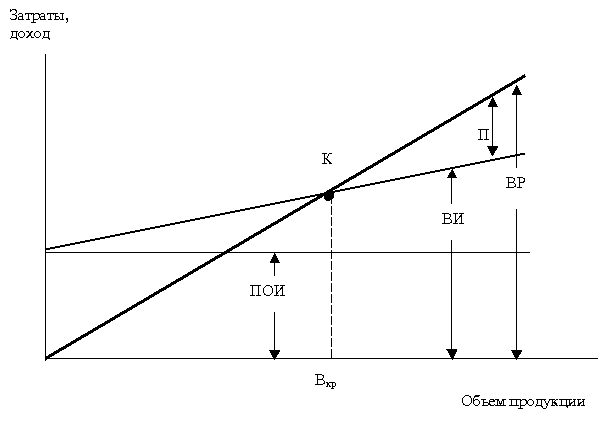 Затраты,
доход
К
П
ВР
ВИ
ПОИ
Вкр
Объем продукции